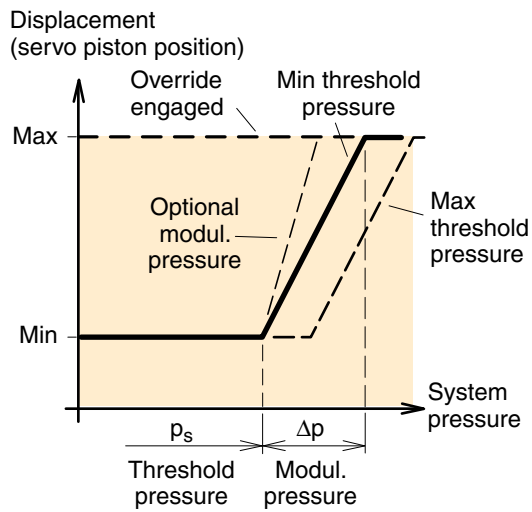 Displacement
(servo piston position)
Override
engaged
Min threshold
pressure
Max
Optional
modul.
pressure
Max
threshold
pressure
Min
System
pressure
ps
Δp
Threshold
pressure
Modul.
pressure